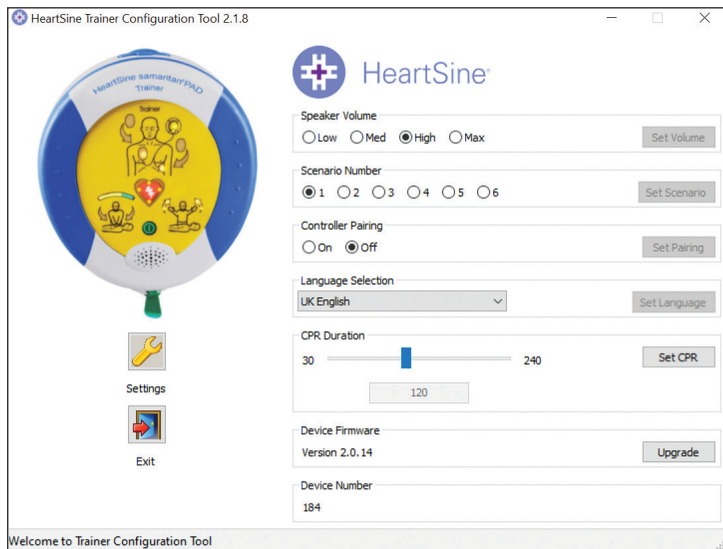 HeartSine Trainer Configuration Tool 2.1.8
HeartSine samaritan®PAD
Trainer
Trainer
Settings
Exit
HeartSine®
Speaker Volume
Low Med High Max Set Volume
Scenario Number
1 2 3 4 5 6 Set Scenario
Controller Pairing
On Off Set Pairing
Language Selection
UK English Set Language
CPR Duration
30 240 Set CPR
120
Device Firmware
Version 2.0.14 Upgrade
Device Number
184
Welcome to Trainer Configuration Tool